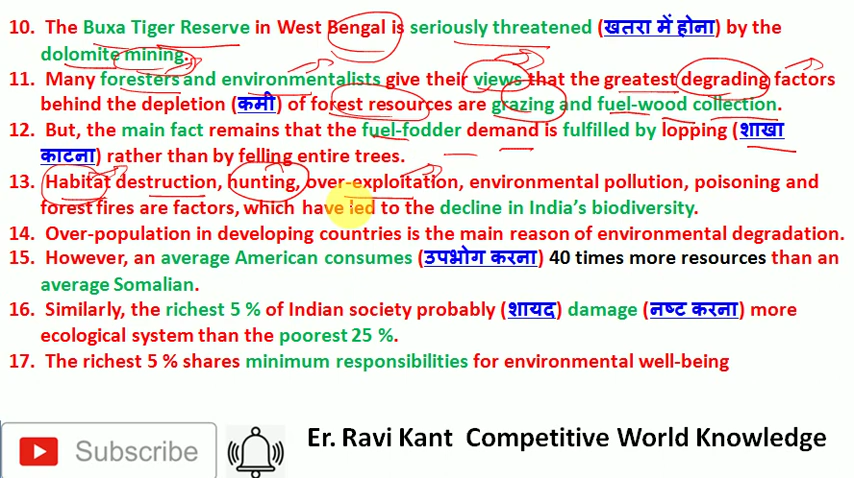 10. The Buxa Tiger Reserve in West Bengal is seriously threatened (खतरा में होना) by the
dolomite mining.
11. Many foresters and environmentalists give their views that the greatest degrading factors
behind the depletion (कमी) of forest resources are grazing and fuel-wood collection.
12. But, the main fact remains that the fuel-fodder demand is fulfilled by lopping (शाखा
काटना) rather than by felling entire trees.
13. Habitat destruction, hunting, over-exploitation, environmental pollution, poisoning and
forest fires are factors, which have led to the decline in India's biodiversity.
14. Over-population in developing countries is the main reason of environmental degradation.
15. However, an average American consumes (उपभोग करना) 40 times more resources than an
average Somalian.
16. Similarly, the richest 5 % of Indian society probably (शायद) damage (नष्ट करना) more
ecological system than the poorest 25 %.
17. The richest 5 % shares minimum responsibilities for environmental well-being
Subscribe
Er. Ravi Kant Competitive World Knowledge